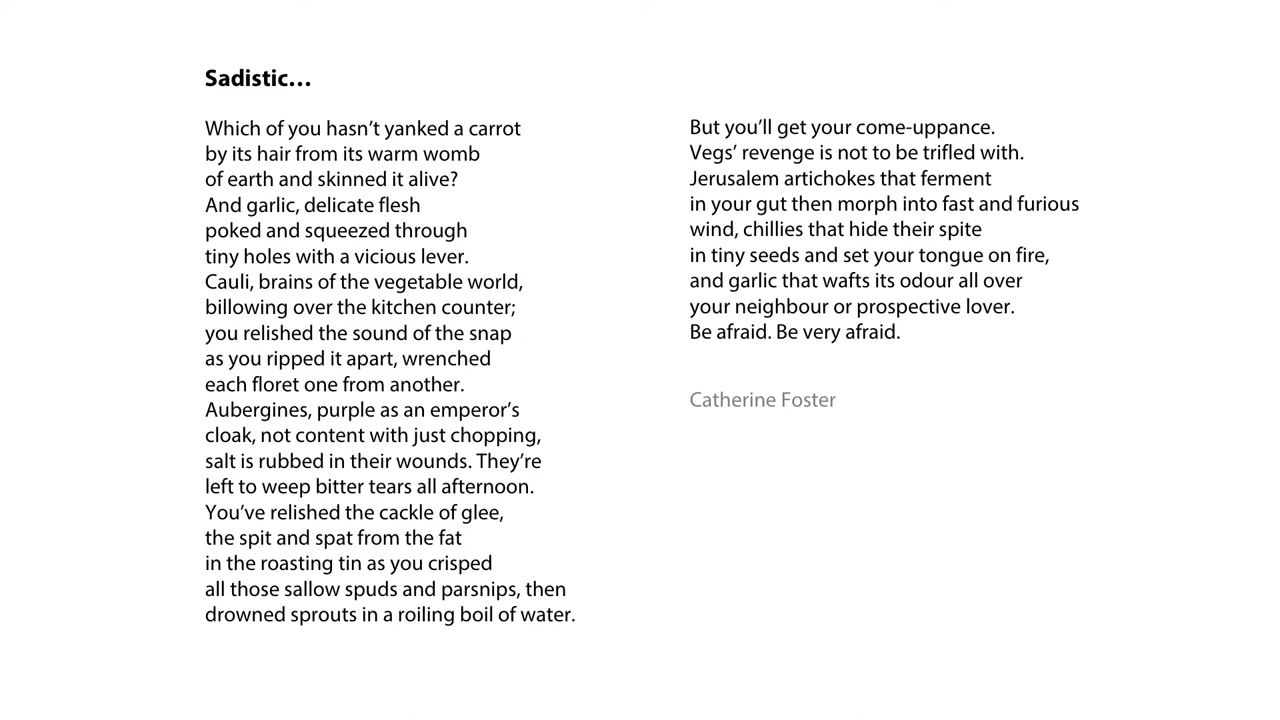 Sadistic…
Which of you hasn’t yanked a carrot
by its hair from its warm womb
of earth and skinned it alive?
And garlic, delicate flesh
poked and squeezed through
tiny holes with a vicious lever.
Cauli, brains of the vegetable world,
billowing over the kitchen counter;
you relished the sound of the snap
as you ripped it apart, wrenched
each floret one from another.
Aubergines, purple as an emperor’s
cloak, not content with just chopping,
salt is rubbed in their wounds. They’re
left to weep bitter tears all afternoon.
You’ve relished the cackle of glee,
the spit and spat from the fat
in the roasting tin as you crisped
all those sallow spuds and parsnips, then
drowned sprouts in a roiling boil of water.
But you’ll get your come-uppance.
Vegs’ revenge is not to be trifled with.
Jerusalem artichokes that ferment
in your gut then morph into fast and furious
wind, chillies that hide their spite
in tiny seeds and set your tongue on fire,
and garlic that wafts its odour all over
your neighbour or prospective lover.
Be afraid. Be very afraid.
Catherine Foster